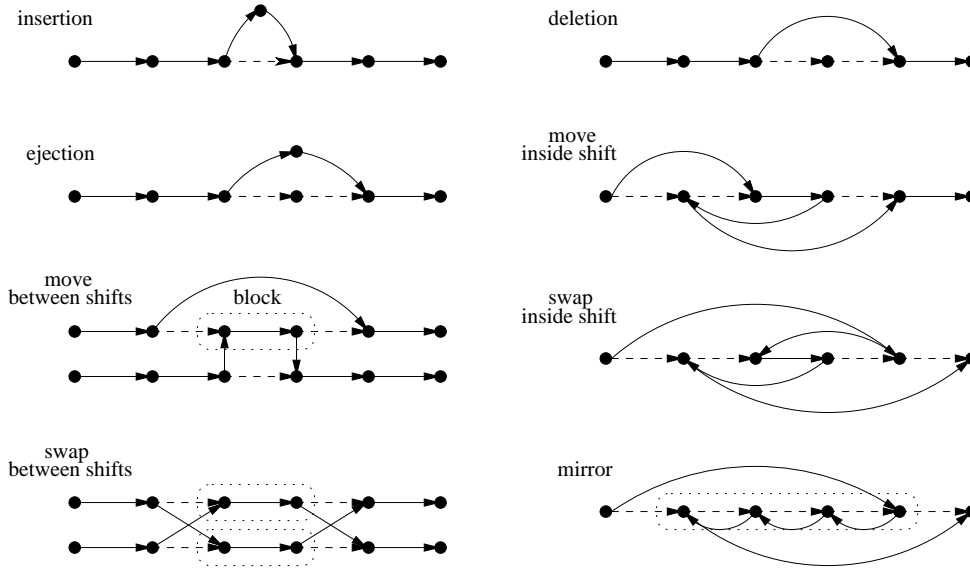 insertion
deletion
ejection
move
inside shift
move
between shifts
block
swap
inside shift
swap
between shifts
mirror